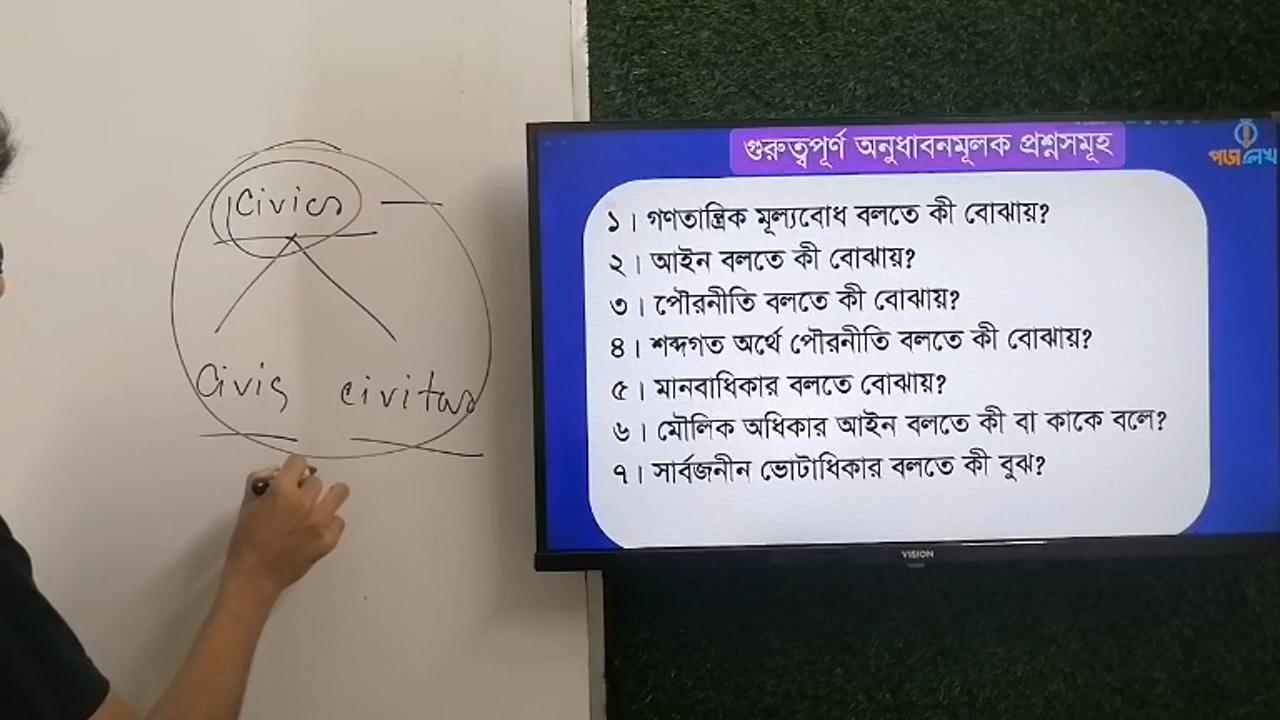 Civics
Civis civitas
গুরুত্বপূর্ণ অনুধাবনমূলক প্রশ্নসমূহ
পড়ালেখ
১। গণতান্ত্রিক মূল্যবোধ বলতে কী বোঝায়?
২। আইন বলতে কী বোঝায়?
৩। পৌরনীতি বলতে কী বোঝায়?
৪। শব্দগত অর্থে পৌরনীতি বলতে কী বোঝায়?
৫। মানবাধিকার বলতে বোঝায়?
৬। মৌলিক অধিকার আইন বলতে কী বা কাকে বলে?
৭। সার্বজনীন ভোটাধিকার বলতে কী বুঝ?
VISION